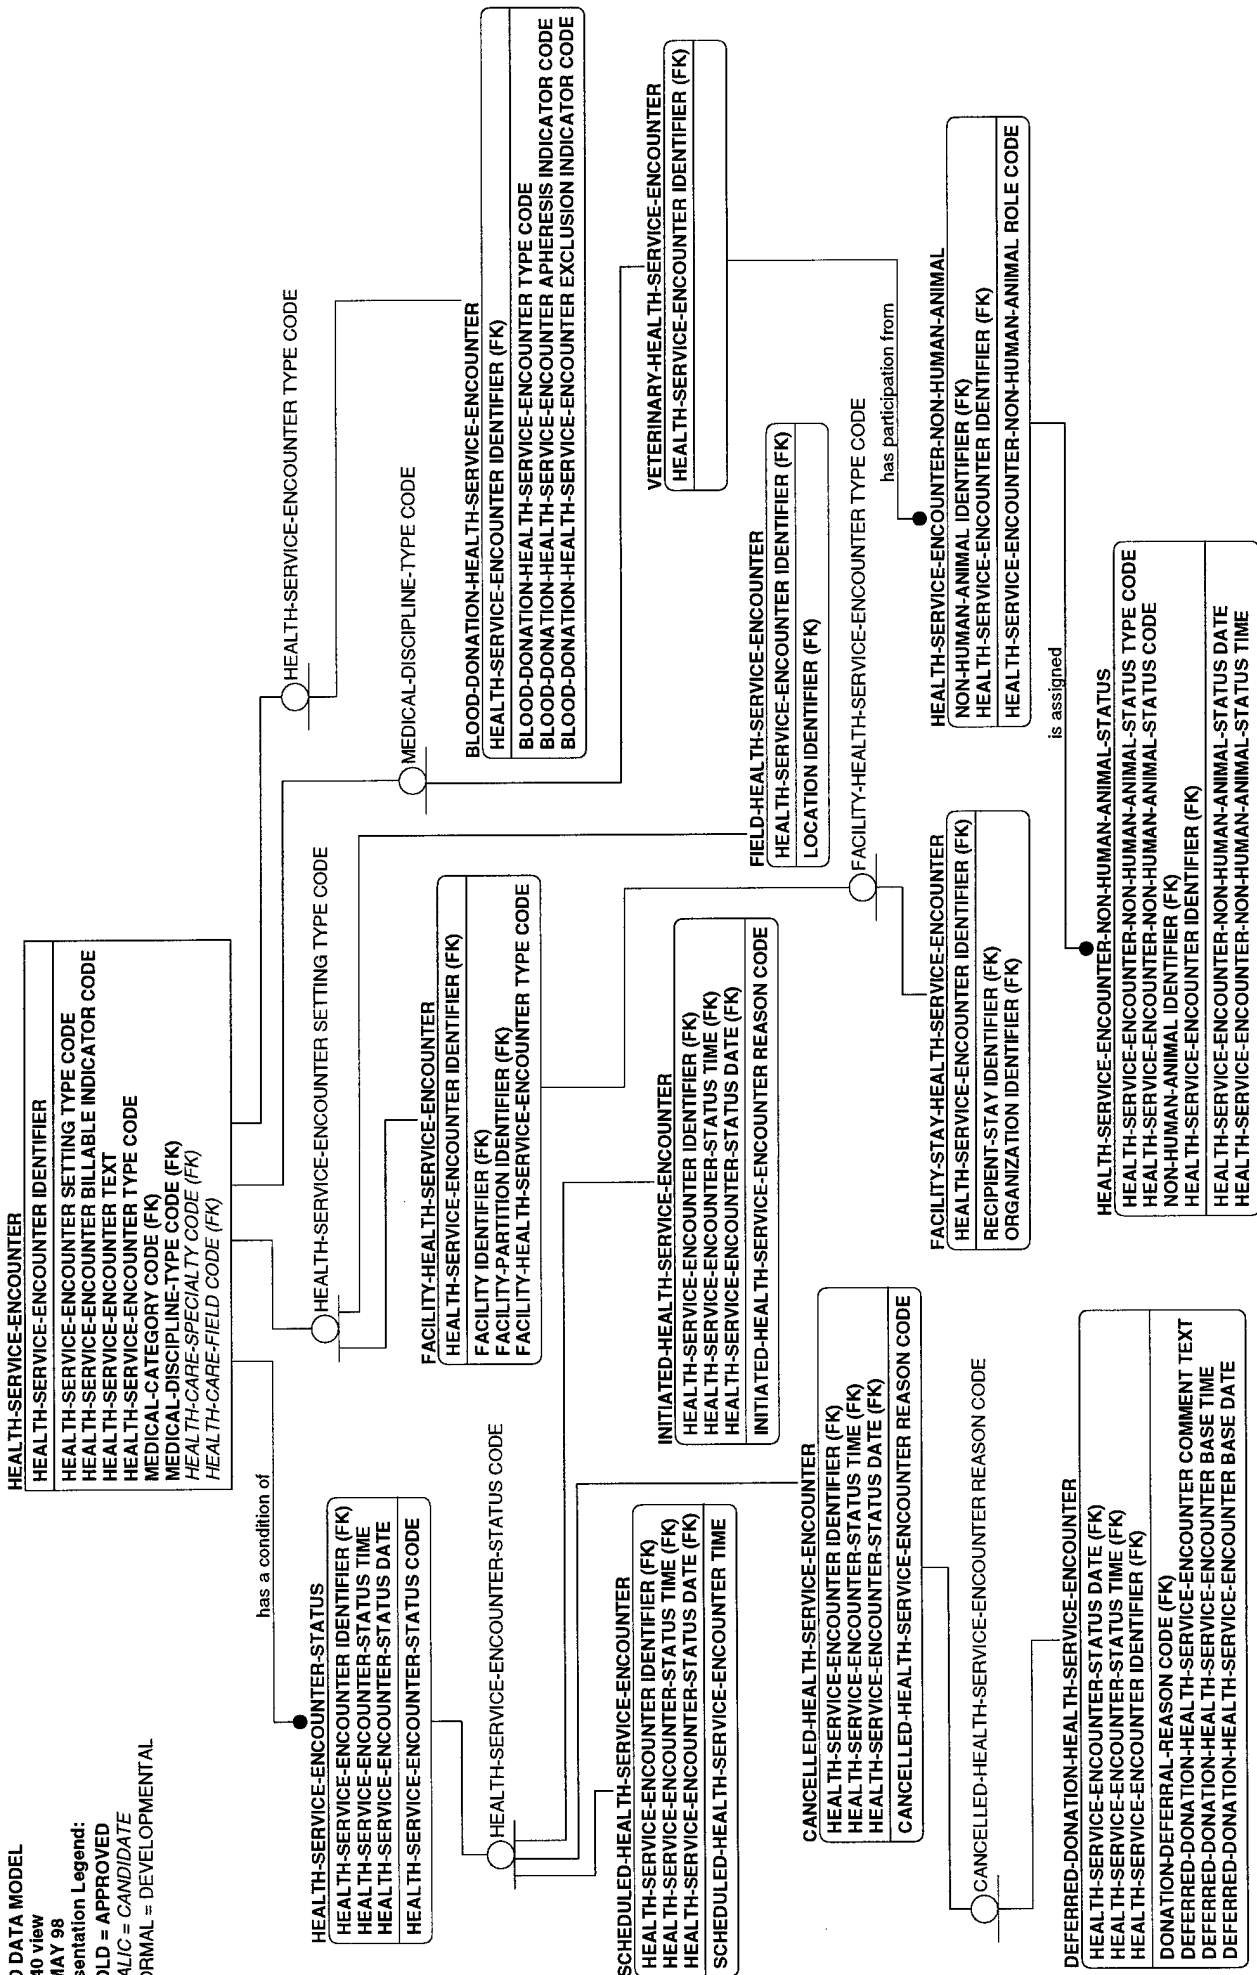 D DATA MODEL
40 view
MAY 98
sentation Legend:
OLD = APPROVED
ALIC = CANDIDATE
ORMAL = DEVELOPMENTAL
HEALTH-SERVICE-ENCOUNTER
HEALTH-SERVICE-ENCOUNTER IDENTIFIER
HEALTH-SERVICE-ENCOUNTER SETTING TYPE CODE
HEALTH-SERVICE-ENCOUNTER BILLABLE INDICATOR CODE
HEALTH-SERVICE-ENCOUNTER TEXT
HEALTH-SERVICE-ENCOUNTER TYPE CODE
MEDICAL-CATEGORY CODE (FK)
MEDICAL-DISCIPLINE-TYPE CODE (FK)
HEALTH-CARE-SPECIALTY CODE (FK)
HEALTH-CARE-FIELD CODE (FK)
has a condition of
HEALTH-SERVICE-ENCOUNTER TYPE CODE
MEDICAL-DISCIPLINE-TYPE CODE
HEALTH-SERVICE-ENCOUNTER SETTING TYPE CODE
HEALTH-SERVICE-ENCOUNTER-STATUS
HEALTH-SERVICE-ENCOUNTER IDENTIFIER (FK)
HEALTH-SERVICE-ENCOUNTER-STATUS TIME
HEALTH-SERVICE-ENCOUNTER-STATUS DATE
HEALTH-SERVICE-ENCOUNTER-STATUS CODE
FACILITY-HEALTH-SERVICE-ENCOUNTER
HEALTH-SERVICE-ENCOUNTER IDENTIFIER (FK)
FACILITY IDENTIFIER (FK)
FACILITY-PARTITION IDENTIFIER (FK)
FACILITY-HEALTH-SERVICE-ENCOUNTER TYPE CODE
BLOOD-DONATION-HEALTH-SERVICE-ENCOUNTER
HEALTH-SERVICE-ENCOUNTER IDENTIFIER (FK)
BLOOD-DONATION-HEALTH-SERVICE-ENCOUNTER TYPE CODE
BLOOD-DONATION-HEALTH-SERVICE-ENCOUNTER APHERESIS INDICATOR CODE
BLOOD-DONATION-HEALTH-SERVICE-ENCOUNTER EXCLUSION INDICATOR CODE
HEALTH-SERVICE-ENCOUNTER-STATUS CODE
SCHEDULED-HEALTH-SERVICE-ENCOUNTER
HEALTH-SERVICE-ENCOUNTER IDENTIFIER (FK)
HEALTH-SERVICE-ENCOUNTER-STATUS TIME (FK)
HEALTH-SERVICE-ENCOUNTER-STATUS DATE (FK)
SCHEDULED-HEALTH-SERVICE-ENCOUNTER TIME
INITIATED-HEALTH-SERVICE-ENCOUNTER
HEALTH-SERVICE-ENCOUNTER IDENTIFIER (FK)
HEALTH-SERVICE-ENCOUNTER-STATUS TIME (FK)
HEALTH-SERVICE-ENCOUNTER-STATUS DATE (FK)
INITIATED-HEALTH-SERVICE-ENCOUNTER REASON CODE
VETERINARY-HEALTH-SERVICE-ENCOUNTER
HEALTH-SERVICE-ENCOUNTER IDENTIFIER (FK)
FIELD-HEALTH-SERVICE-ENCOUNTER
HEALTH-SERVICE-ENCOUNTER IDENTIFIER (FK)
LOCATION IDENTIFIER (FK)
CANCELLED-HEALTH-SERVICE-ENCOUNTER
HEALTH-SERVICE-ENCOUNTER IDENTIFIER (FK)
HEALTH-SERVICE-ENCOUNTER-STATUS TIME (FK)
HEALTH-SERVICE-ENCOUNTER-STATUS DATE (FK)
CANCELLED-HEALTH-SERVICE-ENCOUNTER REASON CODE
FACILITY-HEALTH-SERVICE-ENCOUNTER TYPE CODE
has participation from
FACILITY-STAY-HEALTH-SERVICE-ENCOUNTER
HEALTH-SERVICE-ENCOUNTER IDENTIFIER (FK)
RECIPIENT-STAY IDENTIFIER (FK)
ORGANIZATION IDENTIFIER (FK)
HEALTH-SERVICE-ENCOUNTER-NON-HUMAN-ANIMAL
NON-HUMAN-ANIMAL IDENTIFIER (FK)
HEALTH-SERVICE-ENCOUNTER IDENTIFIER (FK)
HEALTH-SERVICE-ENCOUNTER-NON-HUMAN-ANIMAL ROLE CODE
CANCELLED-HEALTH-SERVICE-ENCOUNTER REASON CODE
is assigned
DEFERRED-DONATION-HEALTH-SERVICE-ENCOUNTER
HEALTH-SERVICE-ENCOUNTER-STATUS DATE (FK)
HEALTH-SERVICE-ENCOUNTER-STATUS TIME (FK)
HEALTH-SERVICE-ENCOUNTER IDENTIFIER (FK)
DONATION-DEFERRAL-REASON CODE (FK)
DEFERRED-DONATION-HEALTH-SERVICE-ENCOUNTER COMMENT TEXT
DEFERRED-DONATION-HEALTH-SERVICE-ENCOUNTER BASE TIME
DEFERRED-DONATION-HEALTH-SERVICE-ENCOUNTER BASE DATE
HEALTH-SERVICE-ENCOUNTER-NON-HUMAN-ANIMAL-STATUS
HEALTH-SERVICE-ENCOUNTER-NON-HUMAN-ANIMAL-STATUS TYPE CODE
HEALTH-SERVICE-ENCOUNTER-NON-HUMAN-ANIMAL-STATUS CODE
NON-HUMAN-ANIMAL IDENTIFIER (FK)
HEALTH-SERVICE-ENCOUNTER IDENTIFIER (FK)
HEALTH-SERVICE-ENCOUNTER-NON-HUMAN-ANIMAL-STATUS DATE
HEALTH-SERVICE-ENCOUNTER-NON-HUMAN-ANIMAL-STATUS TIME